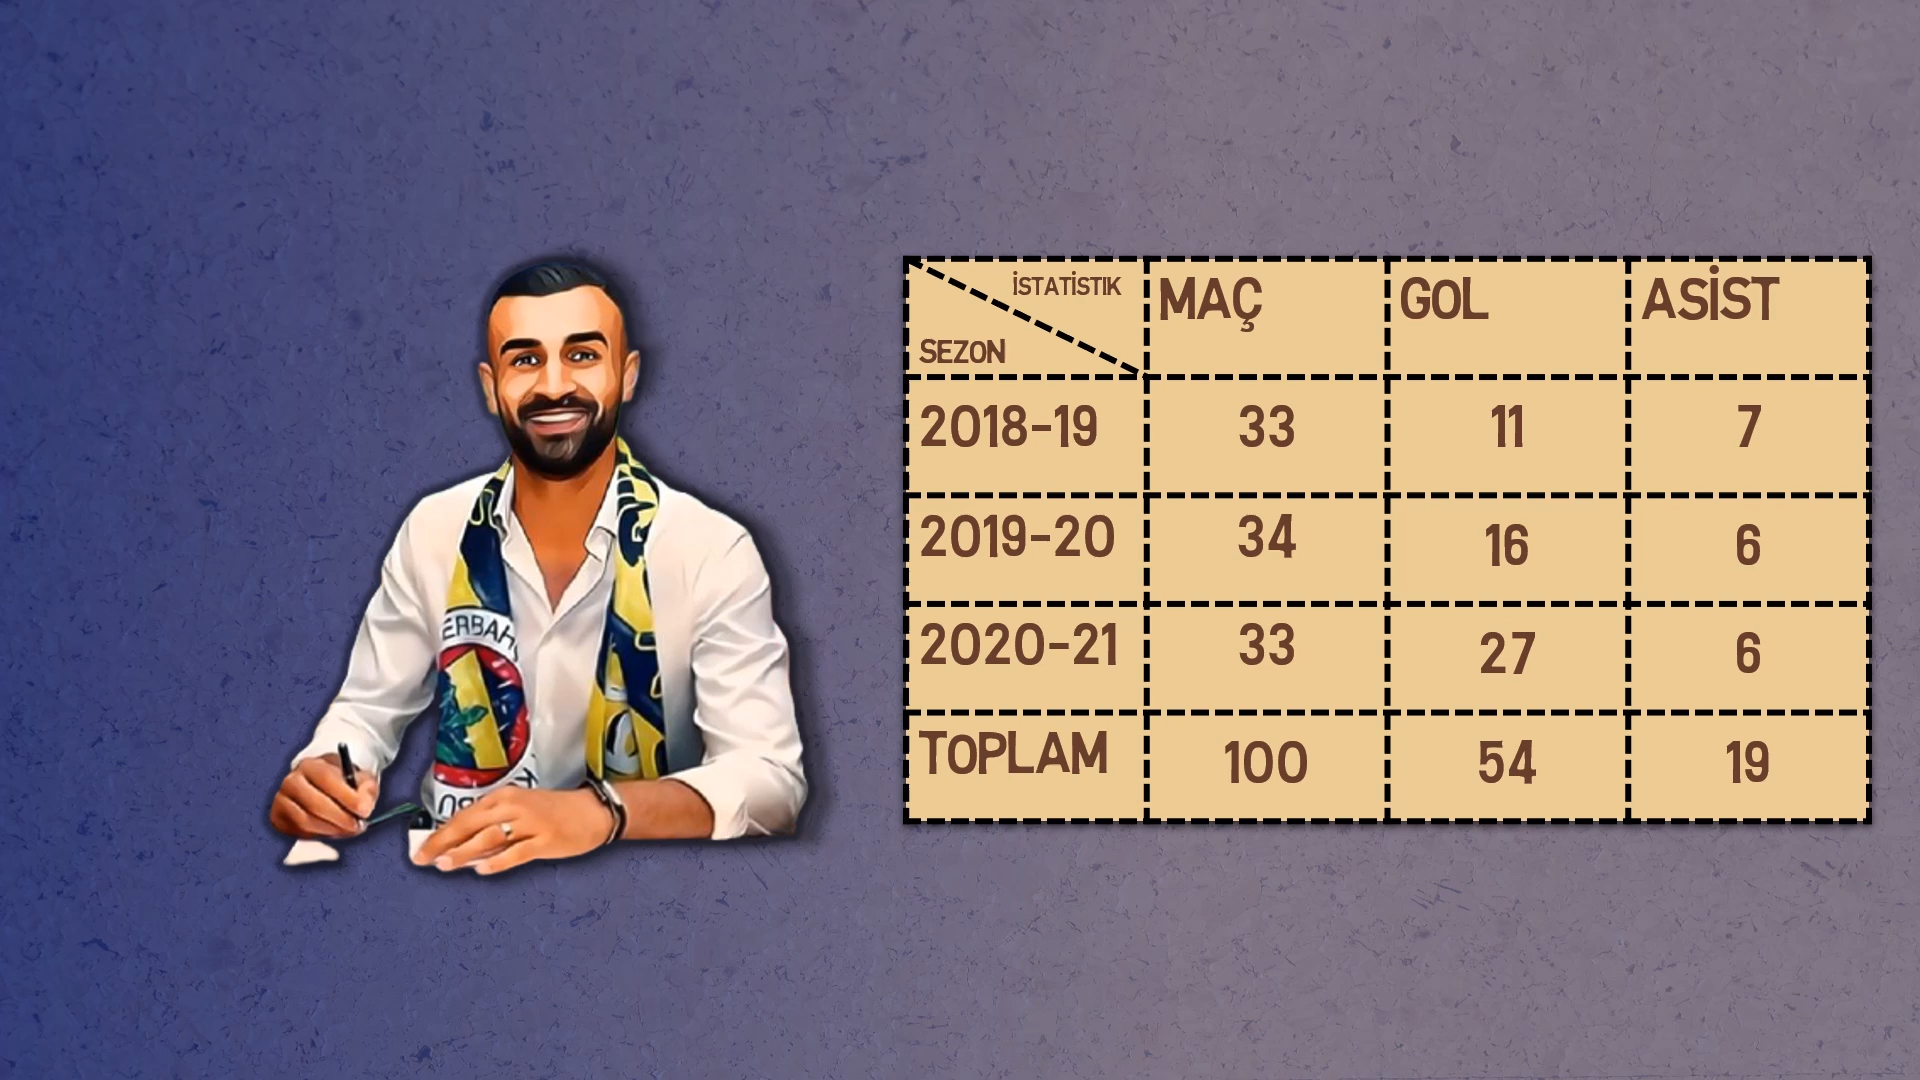 İSTATİSTİK
SEZON
MAÇ
GOL
ASİST
2018-19
33
11
7
2019-20
34
16
6
2020-21
33
27
6
TOPLAM
100
54
19
ERBAH